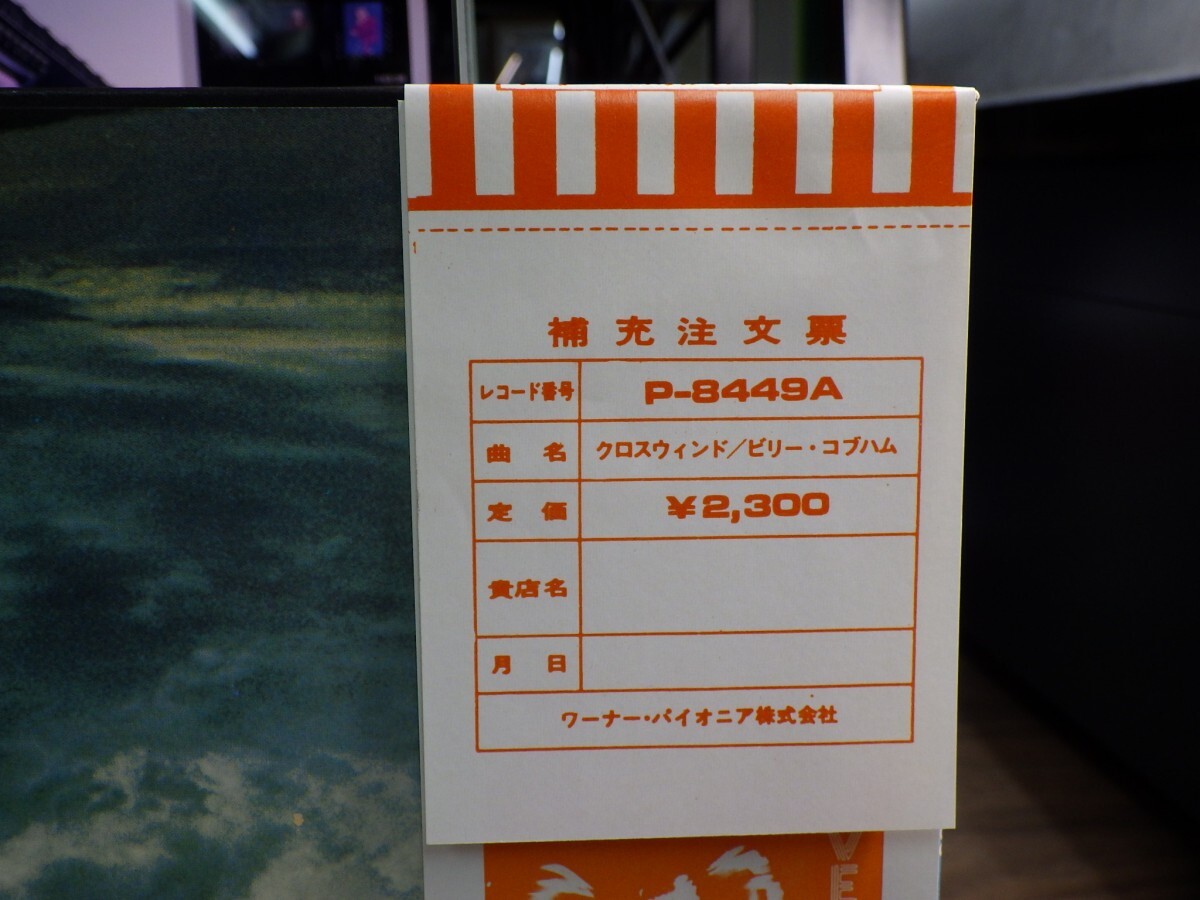 1
補充注文票
レコード番号 P-8449A
曲名 クロスウィンド／ビリー・コブハム
定価 ¥2,300
貴店名
月日
ワーナー・パイオニア株式会社
VE